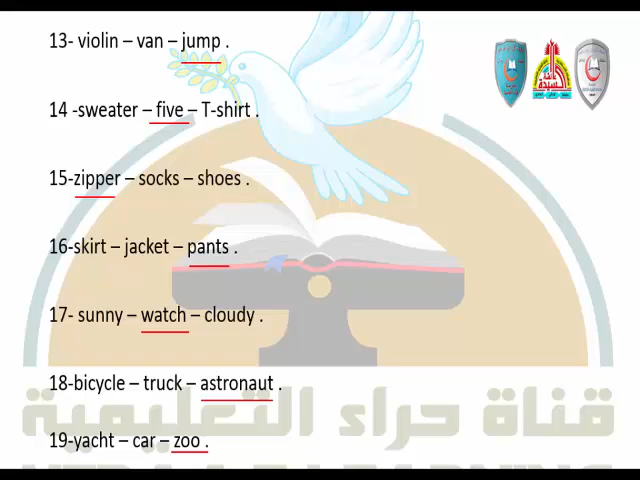 13- violin – van – jump .
14 -sweater – five – T-shirt .
15-zipper – socks – shoes .
16-skirt – jacket – pants .
17- sunny – watch – cloudy .
18-bicycle – truck – astronaut .
قناة حراء التعليمية
19-yacht – car – zoo .